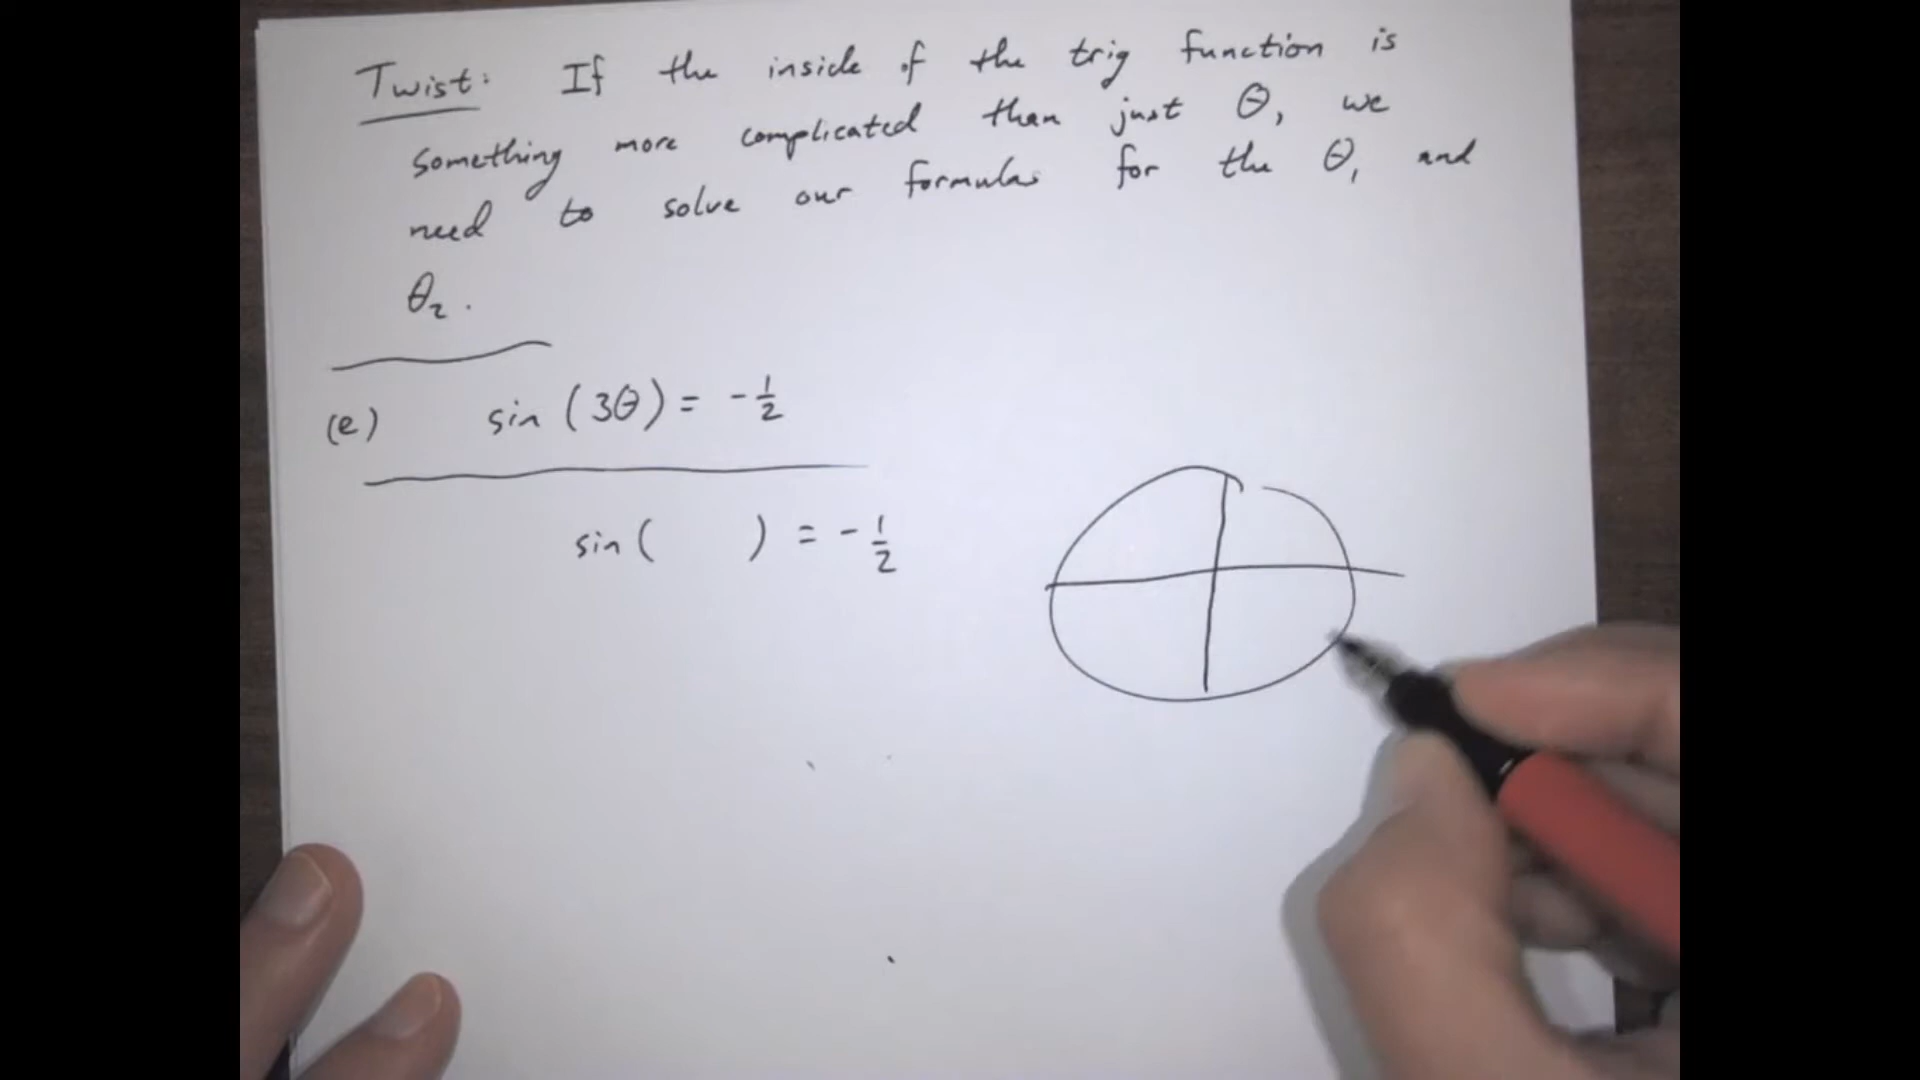 Twist: If the inside of the trig function is
something more complicated than just θ, we
need to solve our formulas for the θ₁ and
θ₂.
(e) sin (3θ) = -1/2
sin ( ) = -1/2